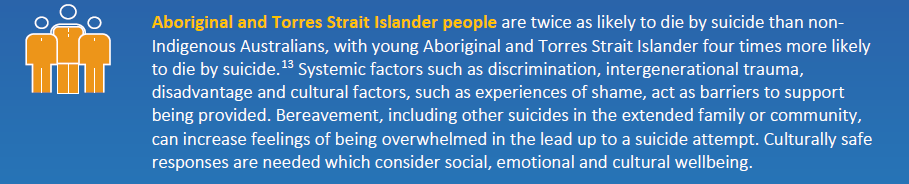 Aboriginal and Torres Strait Islander people are twice as likely to die by suicide than non-
Indigenous Australians, with young Aboriginal and Torres Strait Islander four times more likely
to die by suicide.13 Systemic factors such as discrimination, intergenerational trauma,
disadvantage and cultural factors, such as experiences of shame, act as barriers to support
being provided. Bereavement, including other suicides in the extended family or community,
can increase feelings of being overwhelmed in the lead up to a suicide attempt. Culturally safe
responses are needed which consider social, emotional and cultural wellbeing.